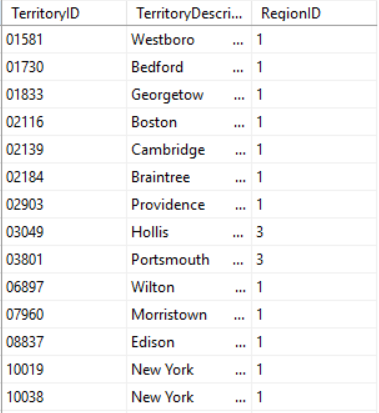 TerritoryID TerritoryDescri... RegionID
01581 Westboro ... 1
01730 Bedford ... 1
01833 Georgetow ... 1
02116 Boston ... 1
02139 Cambridge ... 1
02184 Braintree ... 1
02903 Providence ... 1
03049 Hollis ... 3
03801 Portsmouth ... 3
06897 Wilton ... 1
07960 Morristown ... 1
08837 Edison ... 1
10019 New York ... 1
10038 New York ... 1